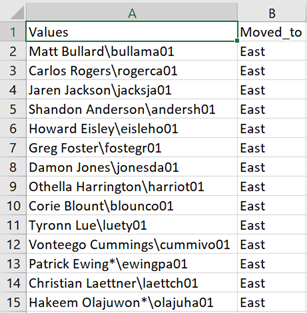 A B
1 Values Moved_to
2 Matt Bullard\bullama01 East
3 Carlos Rogers\rogerca01 East
4 Jaren Jackson\jacksja01 East
5 Shandon Anderson\andersh01 East
6 Howard Eisley\eisleho01 East
7 Greg Foster\fostegr01 East
8 Damon Jones\jonesda01 East
9 Othella Harrington\harriot01 East
10 Corie Blount\blounco01 East
11 Tyronn Lue\luety01 East
12 Vonteego Cummings\cummivo01 East
13 Patrick Ewing*\ewingpa01 East
14 Christian Laettner\laettch01 East
15 Hakeem Olajuwon*\olajuha01 East